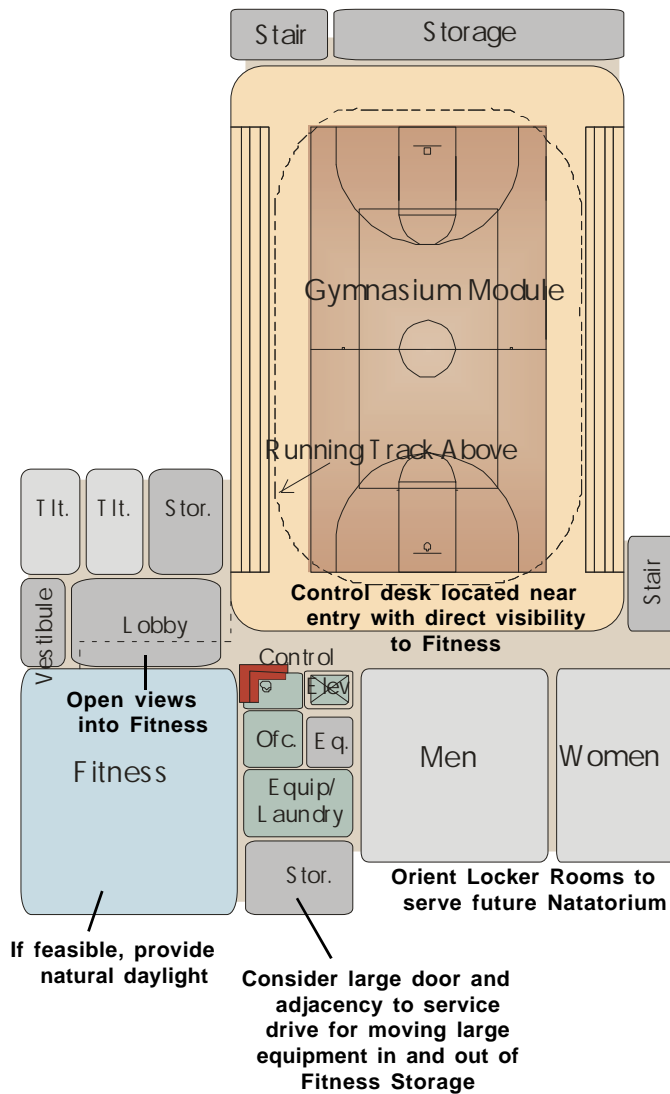 Stair
Storage
Gymnasium Module
Running Track Above
Tlt.
Tlt.
Stor.
Stair
Control desk located near
entry with direct visibility
to Fitness
Vestibule
Lobby
Control
Elev
Open views
into Fitness
Ofc.
Eq.
Men
Women
Fitness
Equip/
Laundry
Stor.
Orient Locker Rooms to
serve future Natatorium
If feasible, provide
natural daylight
Consider large door and
adjacency to service
drive for moving large
equipment in and out of
Fitness Storage